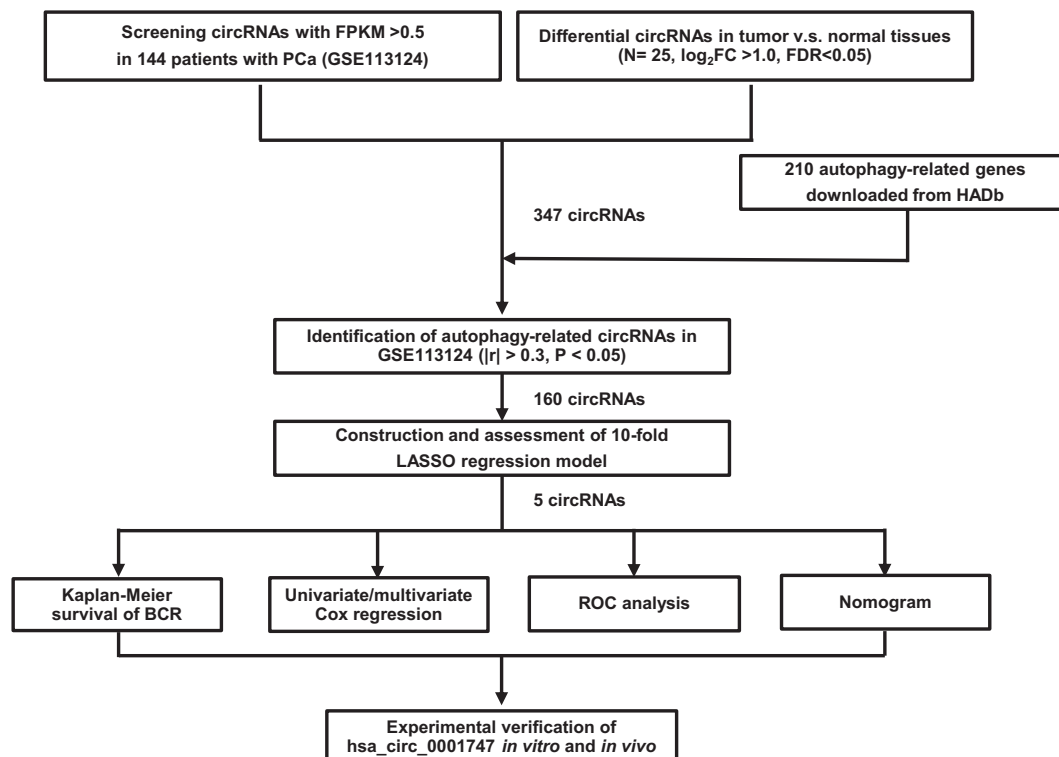 Screening circRNAs with FPKM >0.5
in 144 patients with PCa (GSE113124)
Differential circRNAs in tumor v.s. normal tissues
(N= 25, log₂FC >1.0, FDR<0.05)
210 autophagy-related genes
downloaded from HADb
347 circRNAs
Identification of autophagy-related circRNAs in
GSE113124 (|r| > 0.3, P < 0.05)
160 circRNAs
Construction and assessment of 10-fold
LASSO regression model
5 circRNAs
Kaplan-Meier
survival of BCR
Univariate/multivariate
Cox regression
ROC analysis
Nomogram
Experimental verification of
hsa_circ_0001747 in vitro and in vivo